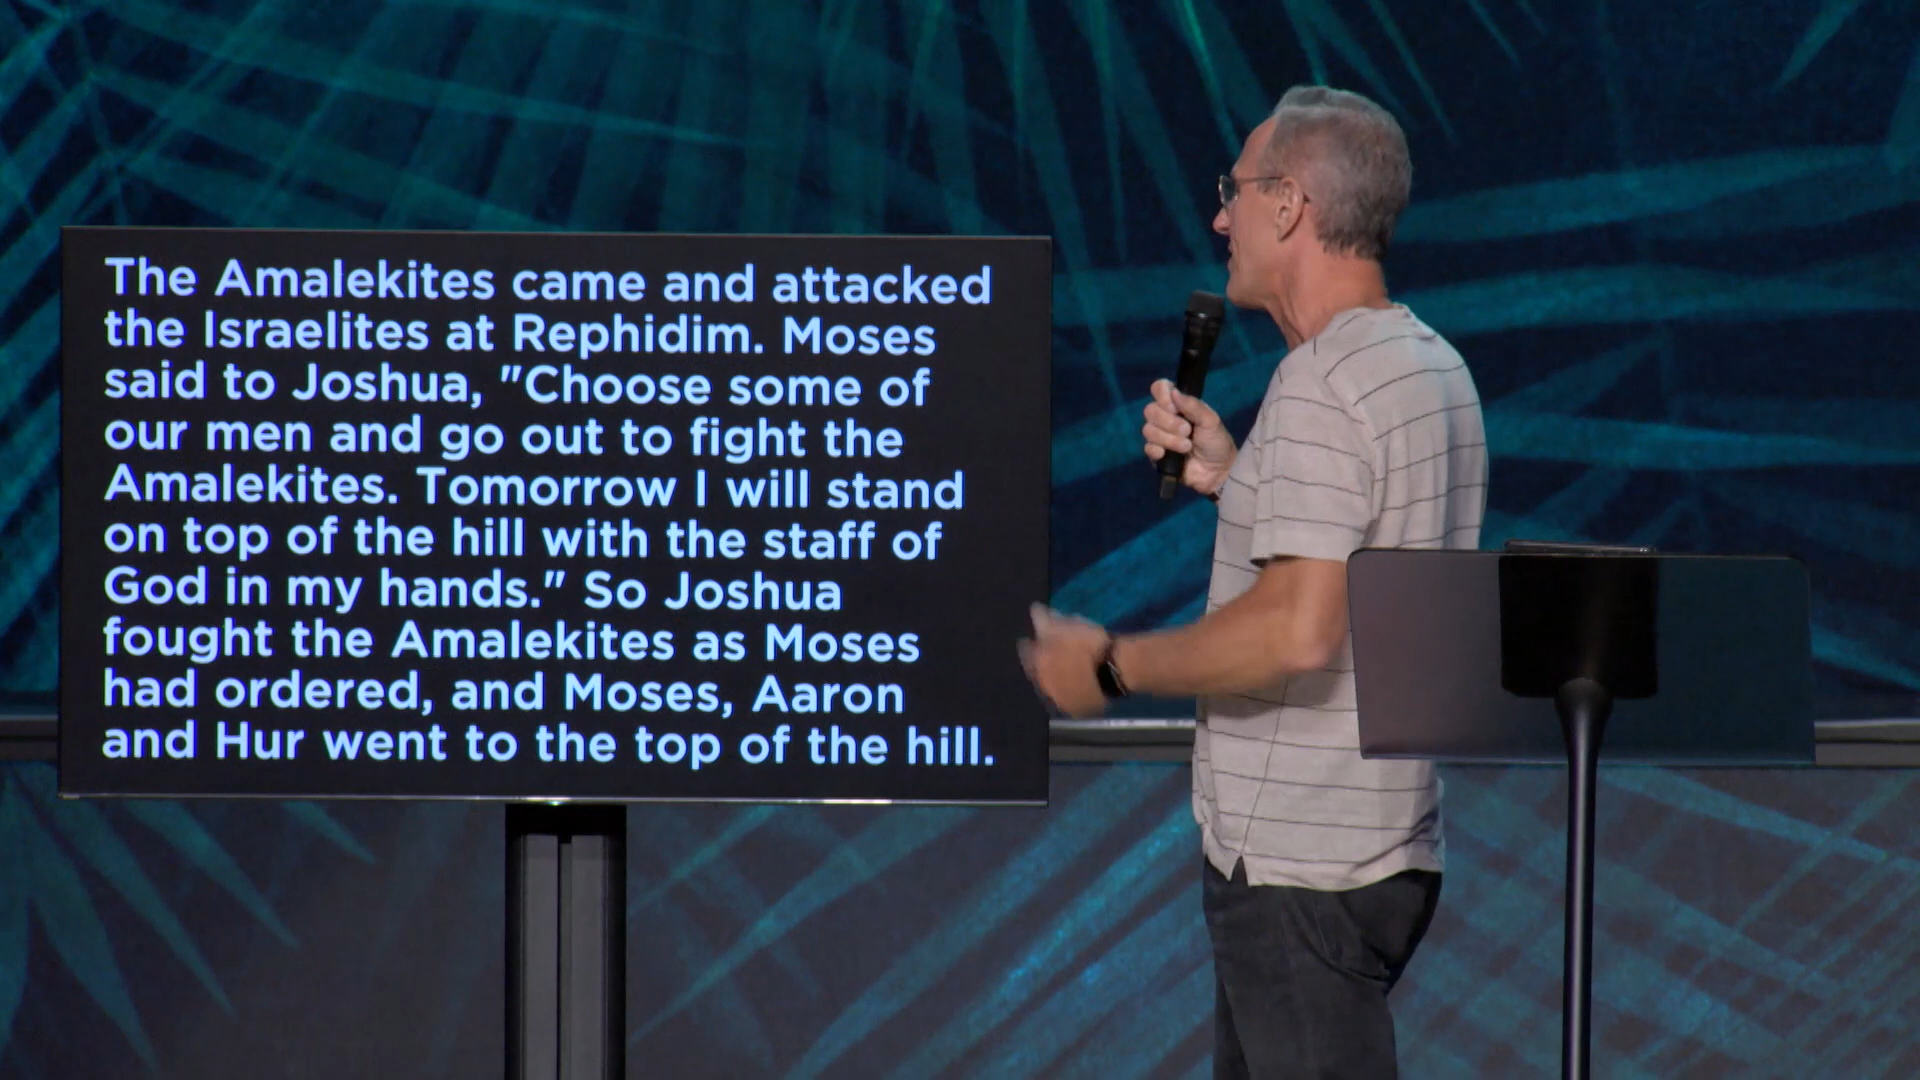 The Amalekites came and attacked
the Israelites at Rephidim. Moses
said to Joshua, "Choose some of
our men and go out to fight the
Amalekites. Tomorrow I will stand
on top of the hill with the staff of
God in my hands." So Joshua
fought the Amalekites as Moses
had ordered, and Moses, Aaron
and Hur went to the top of the hill.